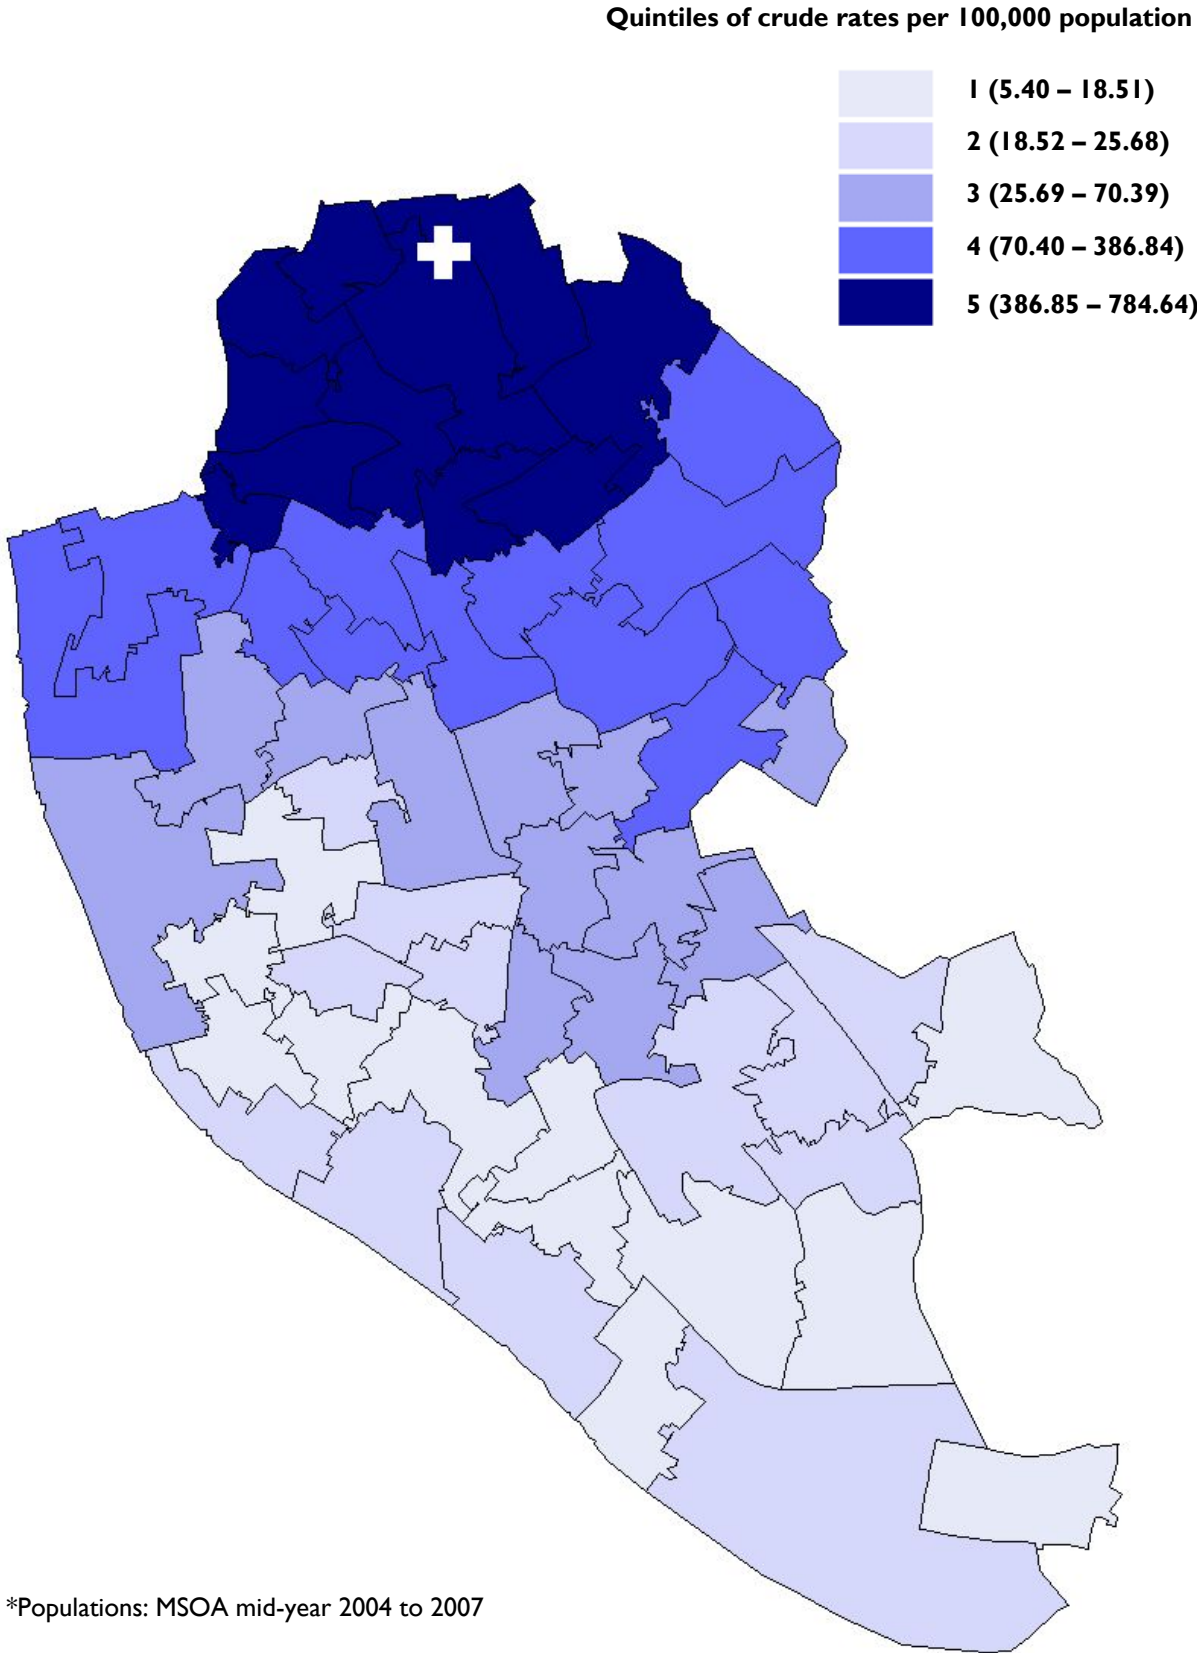 Quintiles of crude rates per 100,000 population
1 (5.40 – 18.51)
2 (18.52 – 25.68)
3 (25.69 – 70.39)
4 (70.40 – 386.84)
5 (386.85 – 784.64)
*Populations: MSOA mid-year 2004 to 2007